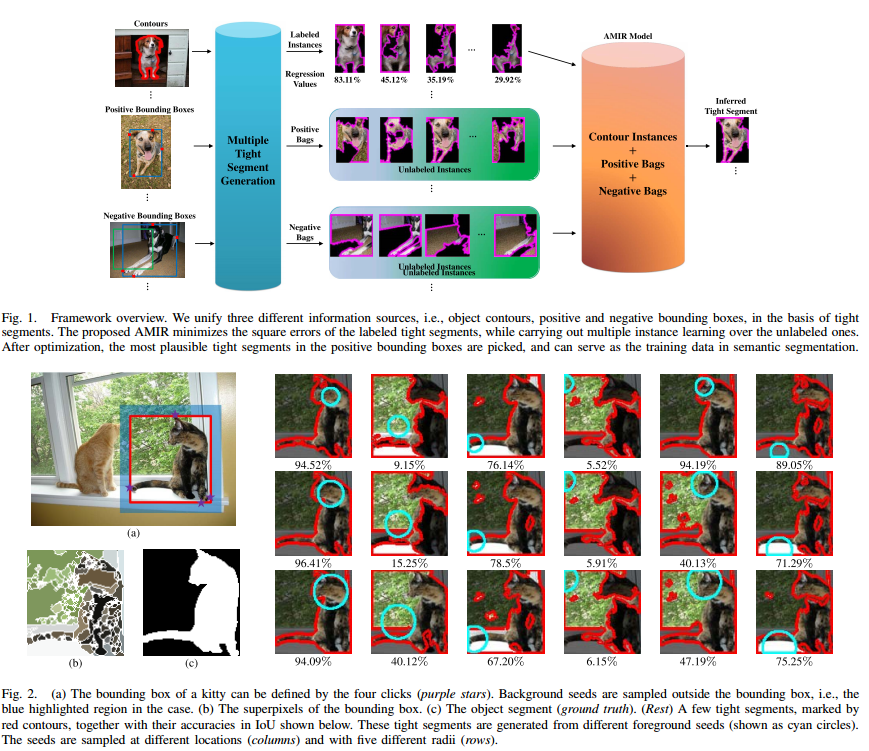 Contours
Labeled
Instances
AMIR Model
Regression
Values
83.11% 45.12% 35.19% 29.92%
...
Positive Bounding Boxes
Inferred
Tight Segment
Multiple
Tight
Segment
Generation
Positive
Bags
...
Unlabeled Instances
Contour Instances
+
Positive Bags
+
Negative Bags
Negative Bounding Boxes
Negative
Bags
...
Unlabeled Instances
Unlabeled Instances
Fig. 1. Framework overview. We unify three different information sources, i.e., object contours, positive and negative bounding boxes, in the basis of tight
segments. The proposed AMIR minimizes the square errors of the labeled tight segments, while carrying out multiple instance learning over the unlabeled ones.
After optimization, the most plausible tight segments in the positive bounding boxes are picked, and can serve as the training data in semantic segmentation.
94.52% 9.15% 76.14% 5.52% 94.19% 89.05%
(a)
96.41% 15.25% 78.5% 5.91% 40.13% 71.29%
(b) (c)
94.09% 40.12% 67.20% 6.15% 47.19% 75.25%
Fig. 2. (a) The bounding box of a kitty can be defined by the four clicks (purple stars). Background seeds are sampled outside the bounding box, i.e., the
blue highlighted region in the case. (b) The superpixels of the bounding box. (c) The object segment (ground truth). (Rest) A few tight segments, marked by
red contours, together with their accuracies in IoU shown below. These tight segments are generated from different foreground seeds (shown as cyan circles).
The seeds are sampled at different locations (columns) and with five different radii (rows).